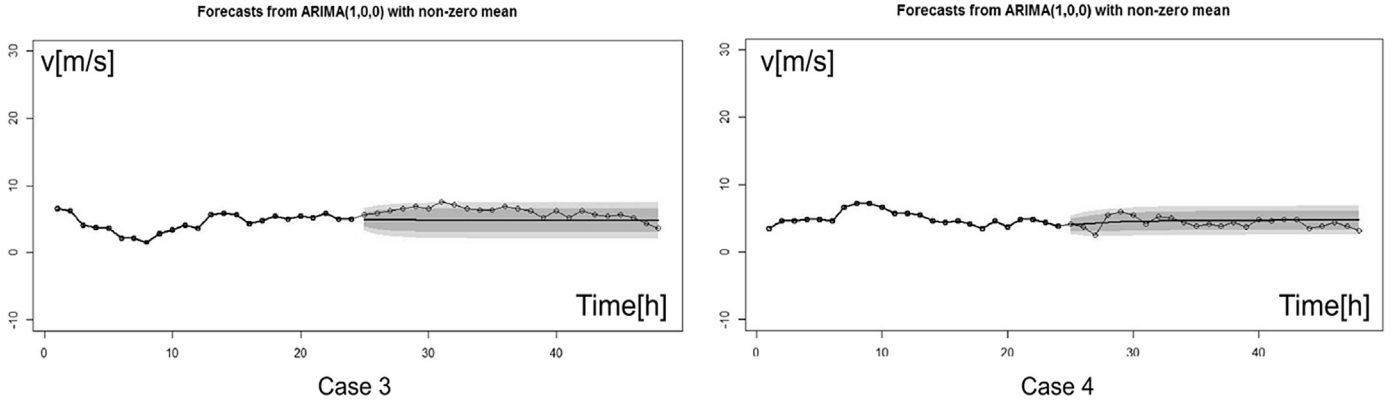 Forecasts from ARIMA(1,0,0) with non-zero mean
v[m/s]
30
20
10
0
-10
Time[h]
0 10 20 30 40
Case 3
Forecasts from ARIMA(1,0,0) with non-zero mean
v[m/s]
30
20
10
0
-10
Time[h]
0 10 20 30 40
Case 4